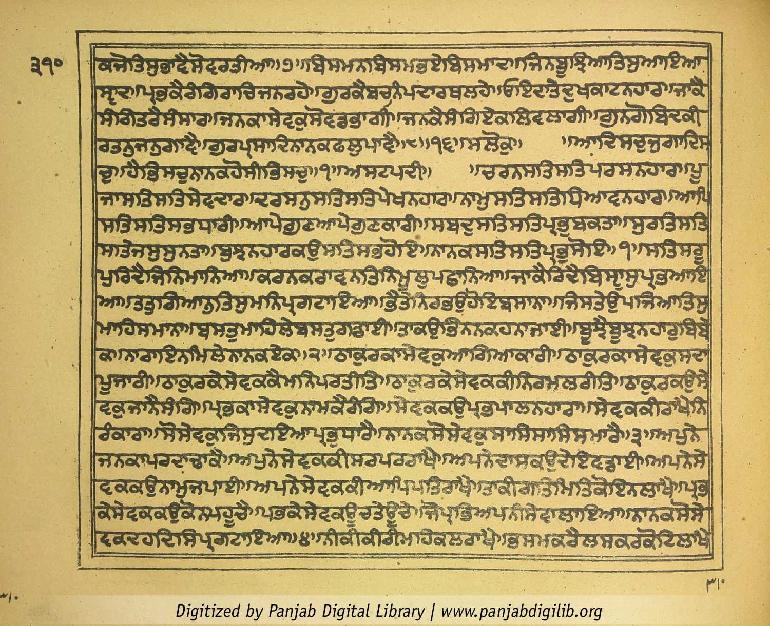 ੩੧੦
ਕਜੋਤਿਸੁਭਾਵੈਸੋਵਰਤੀਆ॥੭॥ਬਿਸਮਨਬਿਸਮਭਏਬਿਸਮਾਦ॥ਜਿਨਬੂਝਿਆਤਿਸੁਆਇਆ
ਸ੍ਵਾਦ॥ਪ੍ਰਭਕੈਰੰਗਿਰਾਚਿਜਨਰਹੇ॥ਗੁਰਕੈਬਚਨਿਪਦਾਰਥਲਹੇ॥ਓਇਦਾਤੇਦੁਖਕਾਟਨਹਾਰ॥ਜਾਕੈ
ਸੰਗਿਤਰੈਸੰਸਾਰ॥ਜਨਕਾਸੇਵਕੁਸੋਵਡਭਾਗੀ॥ਜਨਕੈਸੰਗਿਏਕਲਿਵਲਾਗੀ॥ਗੁਨਗੋਬਿਦਕੀ
ਰਤਨੁਜਨੁਗਾਵੈ॥ਗੁਰਪ੍ਰਸਾਦਿਨਾਨਕਫਲੁਪਾਵੈ॥੮॥੧੬॥ਸਲੋਕੁ॥ ॥ਆਦਿਸਚੁਜੁਗਾਦਿਸ
ਚੁ॥ਹੈਭਿਸਚੁਨਾਨਕਹੋਸੀਭਿਸਚੁ॥੧॥ਅਸਟਪਦੀ॥ ॥ਚਰਨਸਤਿਸਤਿਪਰਸਨਹਾਰ॥ਪੂ
ਜਾਸਤਿਸਤਿਸੇਵਦਾਰ॥ਦਰਸਨੁਸਤਿਸਤਿਪੇਖਨਹਾਰ॥ਨਾਮੁਸਤਿਸਤਿਧਿਆਵਨਹਾਰ॥ਆਪਿ
ਸਤਿਸਤਿਸਭਧਾਰੀ॥ਆਪੇਗੁਣਆਪੇਗੁਣਕਾਰੀ॥ਸਬਦੁਸਤਿਸਤਿਪ੍ਰਭੁਬਕਤਾ॥ਸੁਰਤਿਸਤਿ
ਸਤਿਜਸੁਸੁਨਤਾ॥ਬੁਝਨਹਾਰਕਉਸਤਿਸਭਹੋਇ॥ਨਾਨਕਸਤਿਸਤਿਪ੍ਰਭੁਸੋਇ॥੧॥ਸਤਿਸਰੂ
ਪੁਰਿਦੈਜਿਨਿਮਾਨਿਆ॥ਕਰਨਕਰਾਵਨਤਿਨਿਮੂਲੁਪਛਾਨਿਆ॥ਜਾਕੈਰਿਦੈਬਿਸ੍ਵਾਸੁਪ੍ਰਭਆਇ
ਆ॥ਤਤੁਗਿਆਨੁਤਿਸੁਮਨਿਪ੍ਰਗਟਾਇਆ॥ਭੈਤੇਨਿਰਭਉਹੋਇਬਸਾਨਾ॥ਜਿਸਤੇਉਪਜਿਆਤਿਸੁ
ਮਾਹਿਸਮਾਨਾ॥ਬਸਤੁਮਾਹਿਲੇਬਸਤੁਗਡਾਈ॥ਤਾਕਉਭਿੰਨਨਕਹਨਾਜਾਈ॥ਬੂਝੈਬੂਝਨਹਾਰੁਬਿਬੇ
ਕ॥ਨਾਰਾਇਨਮਿਲੇਨਾਨਕਏਕ॥੨॥ਠਾਕੁਰਕਾਸੇਵਕੁਆਗਿਆਕਾਰੀ॥ਠਾਕੁਰਕਾਸੇਵਕੁਸਦਾ
ਪੂਜਾਰੀ॥ਠਾਕੁਰਕੇਸੇਵਕਕੈਮਨਿਪਰਤੀਤਿ॥ਠਾਕੁਰਕੇਸੇਵਕਕੀਨਿਰਮਲਰੀਤਿ॥ਠਾਕੁਰਕਉਸੇ
ਵਕੁਜਾਨੈਸੰਗਿ॥ਪ੍ਰਭਕਾਸੇਵਕੁਨਾਮਕੈਰੰਗਿ॥ਸੇਵਕਕਉਪ੍ਰਭਪਾਲਨਹਾਰਾ॥ਸੇਵਕਕੀਰਾਖੈਨਿ
ਰੰਕਾਰਾ॥ਸੋਸੇਵਕੁਜਿਸੁਦਇਆਪ੍ਰਭੁਧਾਰੈ॥ਨਾਨਕਸੋਸੇਵਕੁਸਾਸਿਸਾਸਿਸਮਾਰੈ॥੩॥ਅਪੁਨੇ
ਜਨਕਾਪਰਦਾਢਾਕੈ॥ਅਪੁਨੇਸੇਵਕਕੀਸਰਪਰਰਾਖੈ॥ਅਪਨੇਦਾਸਕਉਦੇਇਵਡਾਈ॥ਅਪਨੇਸੇ
ਵਕਕਉਨਾਮੁਜਪਾਈ॥ਅਪਨੇਸੇਵਕਕੀਆਪਿਪਤਿਰਾਖੈ॥ਤਾਕੀਗਤਿਮਿਤਿਕੋਇਨਲਾਖੈ॥ਪ੍ਰਭ
ਕੇਸੇਵਕਕਉਕੋਨਪਹੂਚੈ॥ਪ੍ਰਭਕੇਸੇਵਕਊਚਤੇਊਚੇ॥ਜੋਪ੍ਰਭਿਅਪਨੀਸੇਵਾਲਾਇਆ॥ਨਾਨਕਸੋਸੇ
ਵਕੁਦਹਦਿਸਿਪ੍ਰਗਟਾਇਆ॥੪॥ਨੀਕੀਕੀਰੀਮਹਿਕਲਰਾਖੈ॥ਭਸਮਕਰੈਲਸਕਰਕੋਟਿਲਾਖੈ
੩੧੦
Digitized by Panjab Digital Library | www.panjabdigilib.org